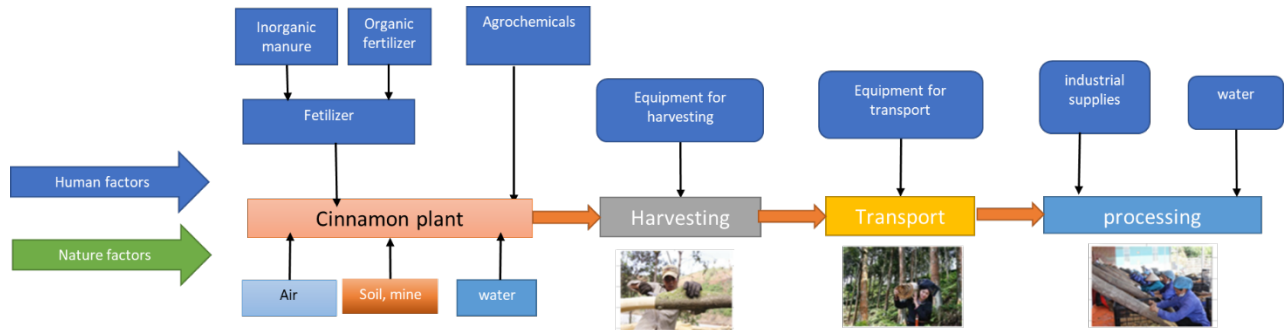 Inorganic
manure
Organic
fertilizer
Agrochemicals
Fetilizer
Equipment for
harvesting
Equipment for
transport
industrial
supplies
water
Human factors
Cinnamon plant
Harvesting
Transport
processing
Nature factors
Air
Soil, mine
water